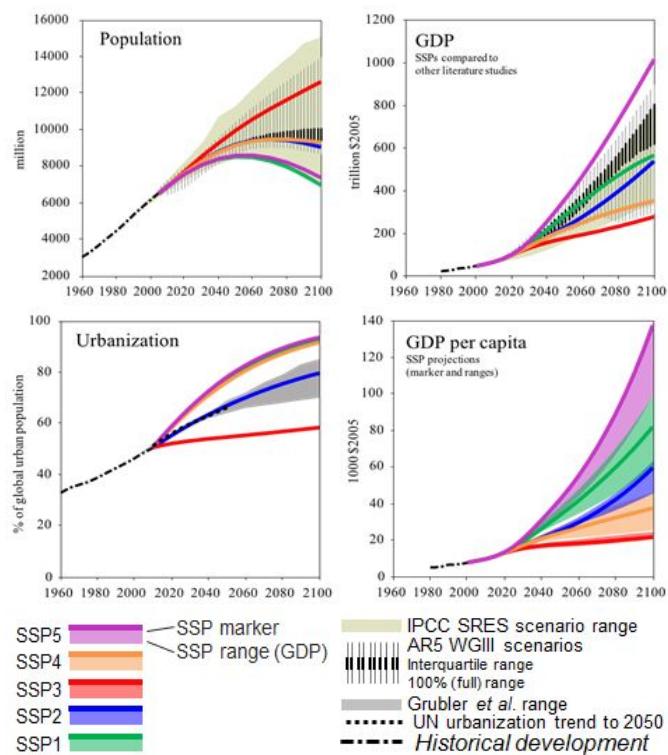 Population
million
16000
14000
12000
10000
8000
6000
4000
2000
1960 1980 2000 2020 2040 2060 2080 2100
GDP
SSPs compared to
other literature studies
trillion $2005
1200
1000
800
600
400
200
0
1960 1980 2000 2020 2040 2060 2080 2100
Urbanization
% of global urban population
100
80
60
40
20
0
1960 1980 2000 2020 2040 2060 2080 2100
GDP per capita
SSP projections
(marker and ranges)
1000 $2005
140
120
100
80
60
40
20
0
1960 1980 2000 2020 2040 2060 2080 2100
SSP5
SSP4
SSP3
SSP2
SSP1
SSP marker
SSP range (GDP)
IPCC SRES scenario range
AR5 WGIII scenarios
Interquartile range
100% (full) range
Grubler et al. range
UN urbanization trend to 2050
Historical development